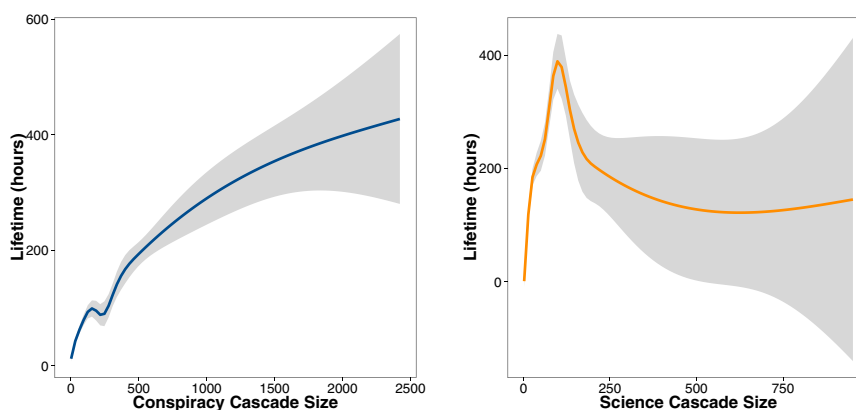 600
400
200
0
Lifetime (hours)
0 500 1000 1500 2000 2500
Conspiracy Cascade Size
400
200
0
Lifetime (hours)
0 250 500 750
Science Cascade Size